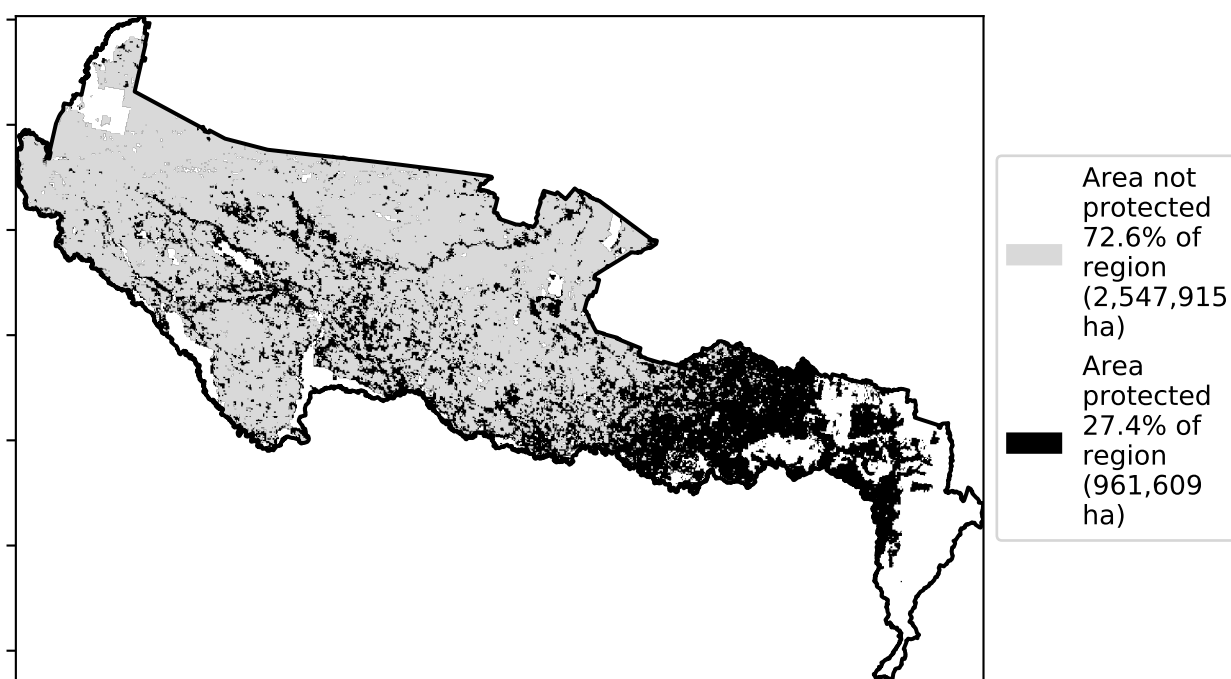 Area not
protected
72.6% of
region
(2,547,915
ha)
Area
protected
27.4% of
region
(961,609
ha)